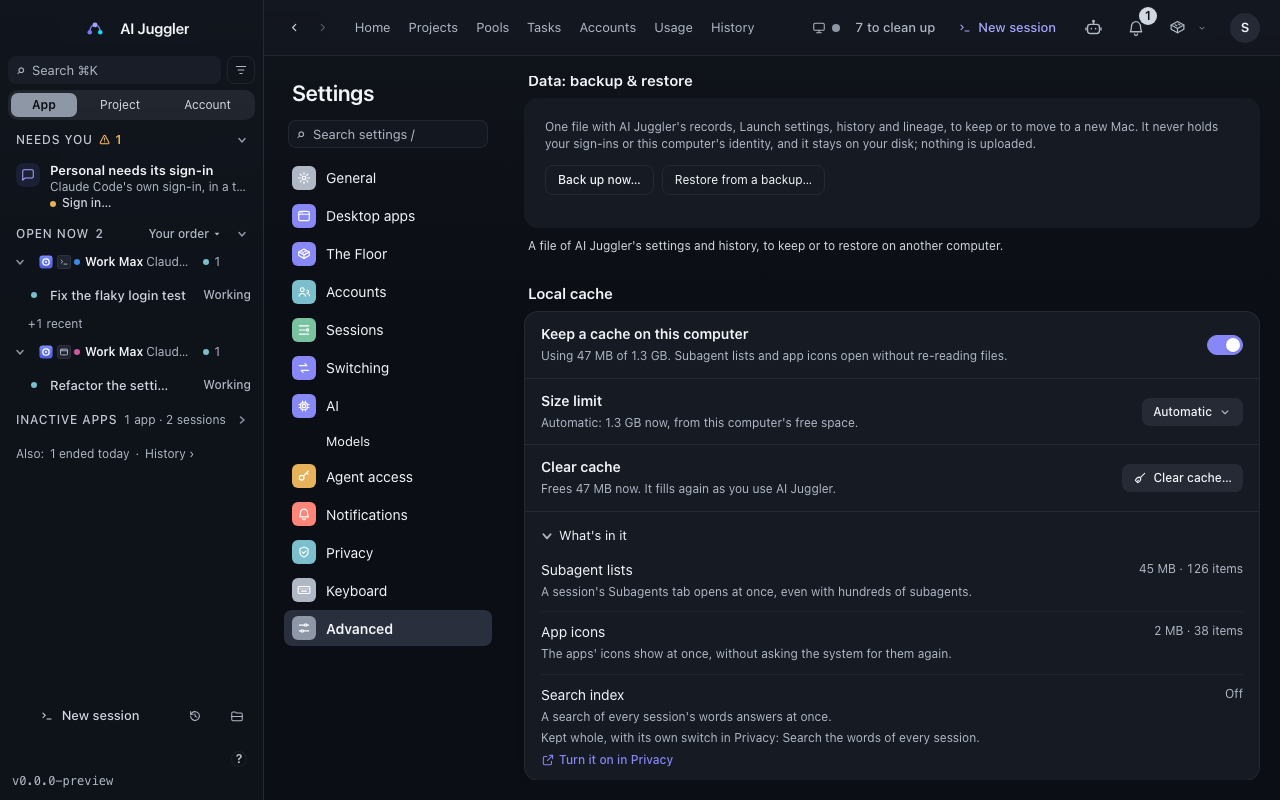 AI Juggler
Search ⌘K
App Project Account
NEEDS YOU 1
Personal needs its sign-in
Claude Code's own sign-in, in a t...
Sign in...
OPEN NOW 2 Your order
Work Max Claud... 1
Fix the flaky login test Working
+1 recent
Work Max Claud... 1
Refactor the setti... Working
INACTIVE APPS 1 app · 2 sessions
Also: 1 ended today · History ›
New session
?
v0.0.0-preview
Home Projects Pools Tasks Accounts Usage History
7 to clean up
New session
1
S
Settings
Search settings /
General
Desktop apps
The Floor
Accounts
Sessions
Switching
AI
Models
Agent access
Notifications
Privacy
Keyboard
Advanced
Data: backup & restore
One file with AI Juggler's records, Launch settings, history and lineage, to keep or to move to a new Mac. It never holds
your sign-ins or this computer's identity, and it stays on your disk; nothing is uploaded.
Back up now... Restore from a backup...
A file of AI Juggler's settings and history, to keep or to restore on another computer.
Local cache
Keep a cache on this computer
Using 47 MB of 1.3 GB. Subagent lists and app icons open without re-reading files.
Size limit
Automatic: 1.3 GB now, from this computer's free space.
Automatic
Clear cache
Frees 47 MB now. It fills again as you use AI Juggler.
Clear cache...
What's in it
Subagent lists 45 MB · 126 items
A session's Subagents tab opens at once, even with hundreds of subagents.
App icons 2 MB · 38 items
The apps' icons show at once, without asking the system for them again.
Search index Off
A search of every session's words answers at once.
Kept whole, with its own switch in Privacy: Search the words of every session.
Turn it on in Privacy